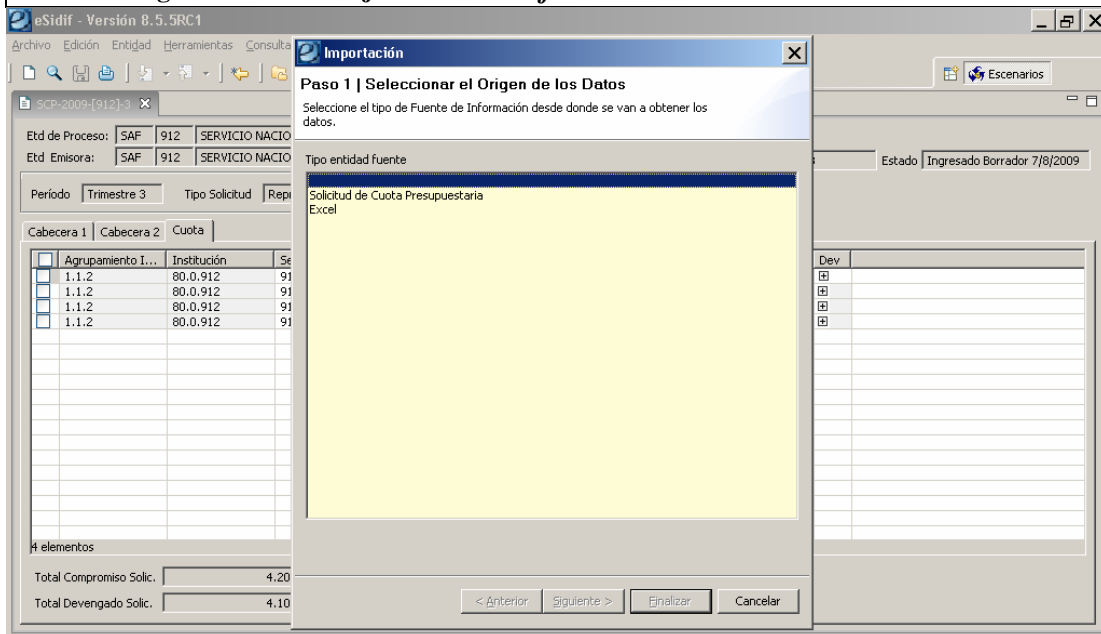 eSidif - Versión 8.5.5RC1
Archivo Edición Entidad Herramientas Consulta
Escenarios
SCP-2009-[912]-3
Etd de Proceso: SAF 912 SERVICIO NACIO
Etd Emisora: SAF 912 SERVICIO NACIO
Estado Ingresado Borrador 7/8/2009
Período Trimestre 3 Tipo Solicitud Repr
Cabecera 1 Cabecera 2 Cuota
Agrupamiento I... Institución Se Dev
1.1.2 80.0.912 91
1.1.2 80.0.912 91
1.1.2 80.0.912 91
1.1.2 80.0.912 91
4 elementos
Total Compromiso Solic. 4.20
Total Devengado Solic. 4.10
Importación
Paso 1 | Seleccionar el Origen de los Datos
Seleccione el tipo de Fuente de Información desde donde se van a obtener los
datos.
Tipo entidad fuente
Solicitud de Cuota Presupuestaria
Excel
< Anterior Siguiente > Finalizar Cancelar